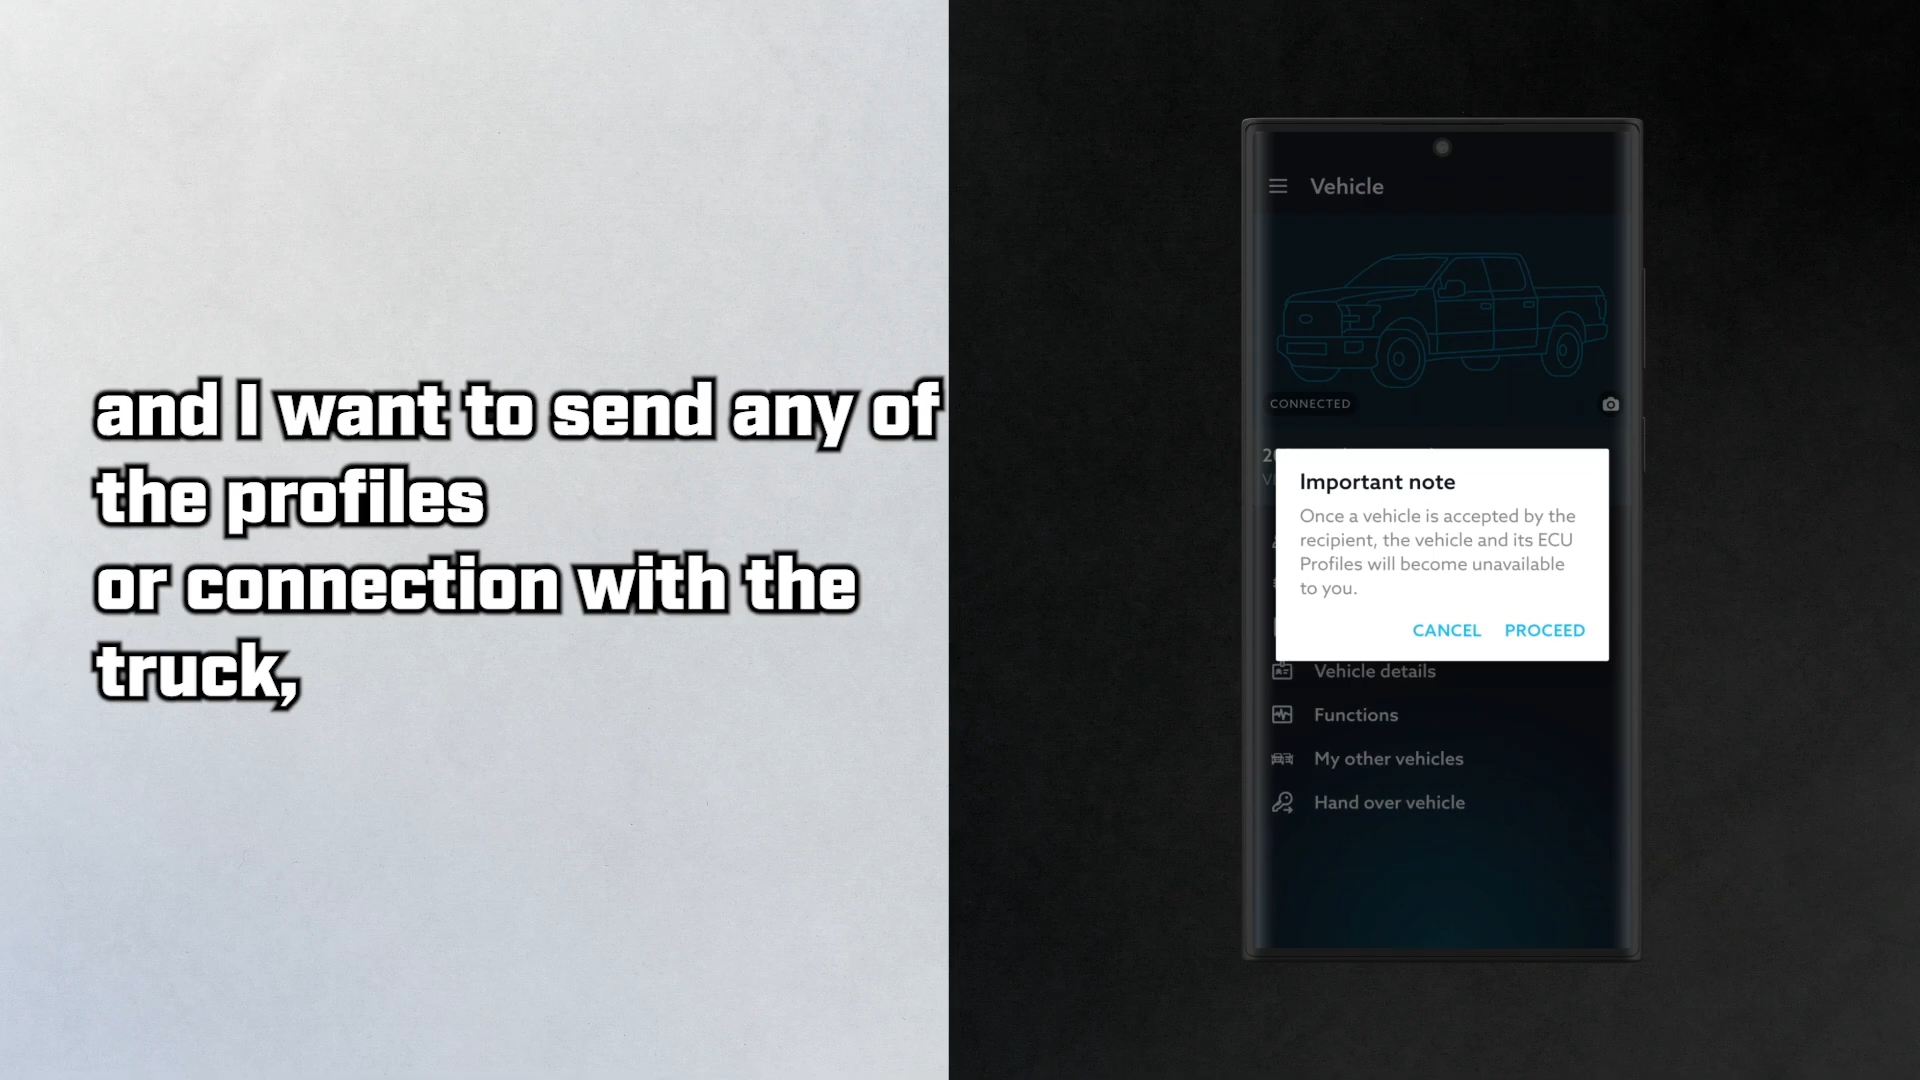 and I want to send any of
the profiles
or connection with the
truck,
Vehicle
CONNECTED
Important note
Once a vehicle is accepted by the
recipient, the vehicle and its ECU
Profiles will become unavailable
to you.
CANCEL PROCEED
Vehicle details
Functions
My other vehicles
Hand over vehicle